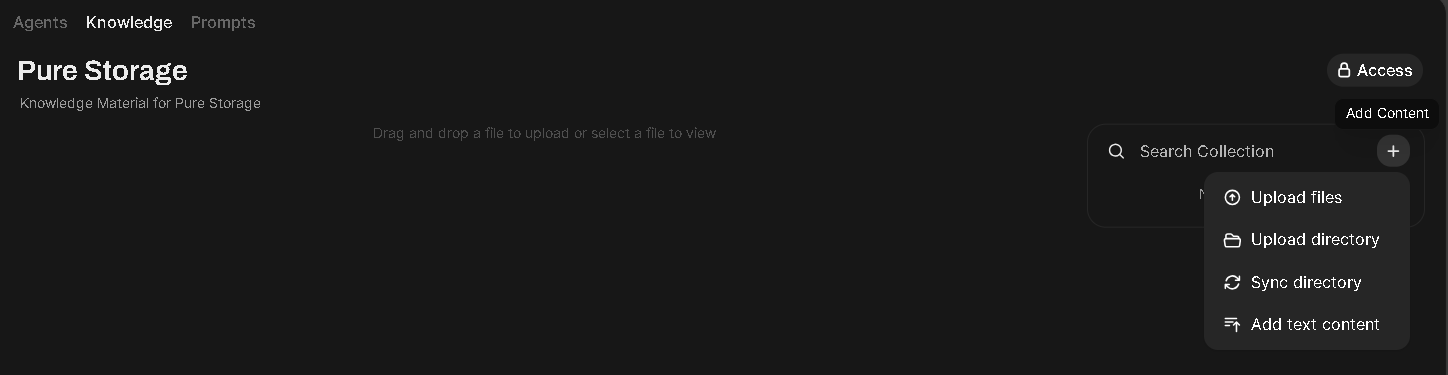 Agents Knowledge Prompts
Pure Storage
Access
Knowledge Material for Pure Storage
Add Content
Drag and drop a file to upload or select a file to view
Search Collection
Upload files
Upload directory
Sync directory
Add text content